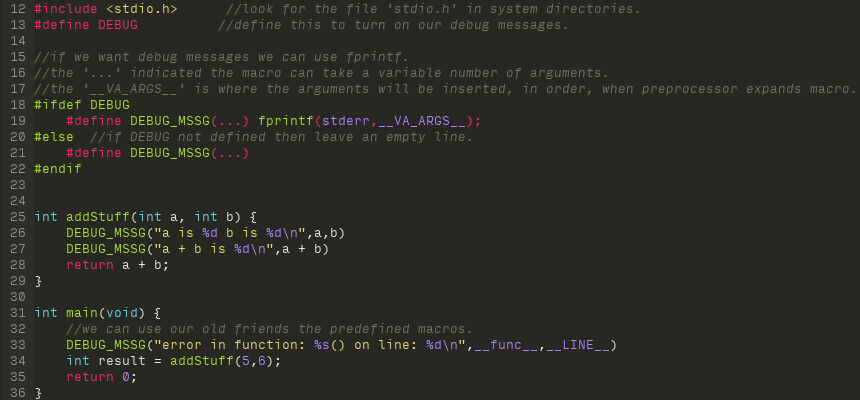 12 #include <stdio.h>      //look for the file 'stdio.h' in system directories.
13 #define DEBUG          //define this to turn on our debug messages.
14
15 //if we want debug messages we can use fprintf.
16 //the '...' indicated the macro can take a variable number of arguments.
17 //the '__VA_ARGS__' is where the arguments will be inserted, in order, when preprocessor expands macro.
18 #ifdef DEBUG
19     #define DEBUG_MSSG(...) fprintf(stderr,__VA_ARGS__);
20 #else  //if DEBUG not defined then leave an empty line.
21     #define DEBUG_MSSG(...)
22 #endif
23
24
25 int addStuff(int a, int b) {
26     DEBUG_MSSG("a is %d b is %d\n",a,b)
27     DEBUG_MSSG("a + b is %d\n",a + b)
28     return a + b;
29 }
30
31 int main(void) {
32     //we can use our old friends the predefined macros.
33     DEBUG_MSSG("error in function: %s() on line: %d\n",__func__,__LINE__)
34     int result = addStuff(5,6);
35     return 0;
36 }